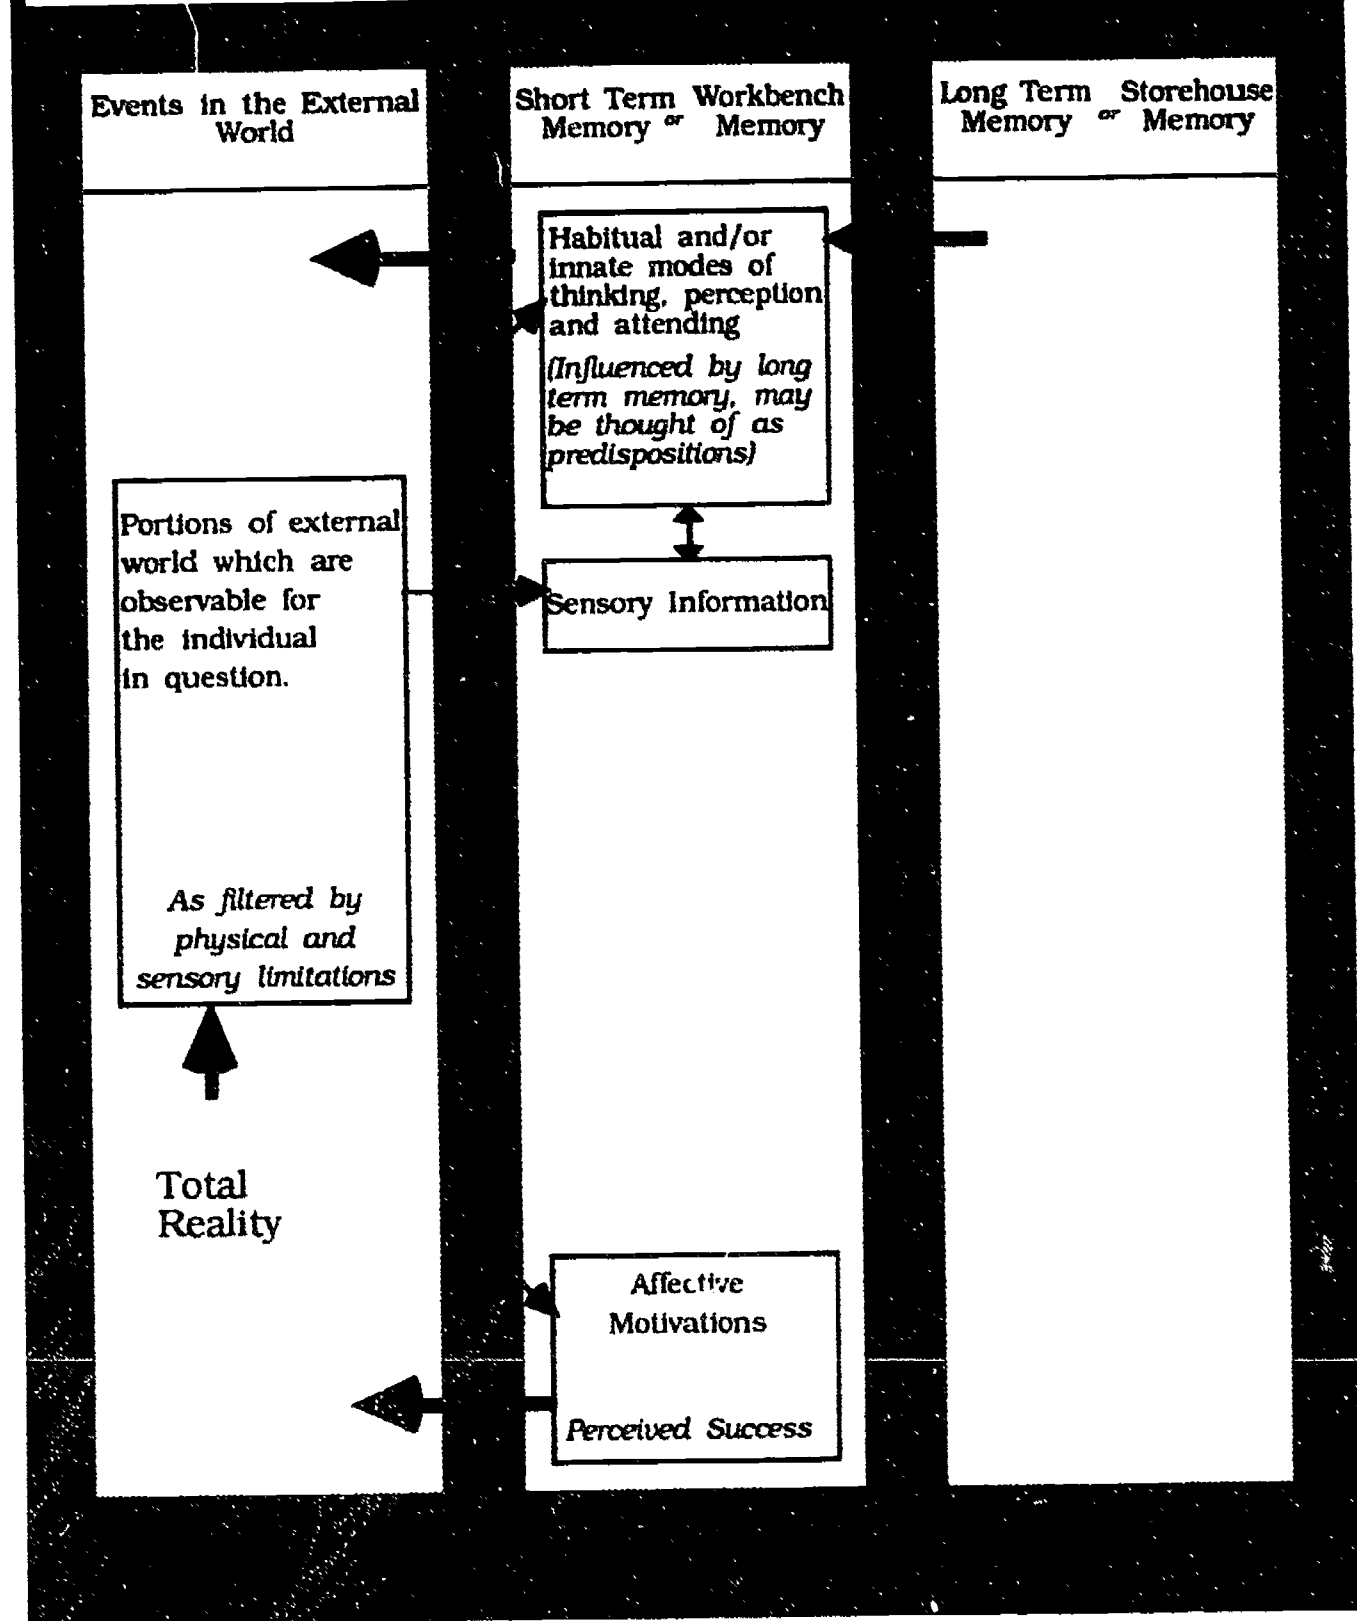 Events in the External
World
Short Term Workbench
Memory or Memory
Long Term Storehouse
Memory or Memory
Habitual and/or
innate modes of
thinking, perception
and attending
(Influenced by long
term memory, may
be thought of as
predispositions)
Portions of external
world which are
observable for
the individual
in question.
As filtered by
physical and
sensory limitations
Sensory Information
Total
Reality
Affective
Motivations
Perceived Success